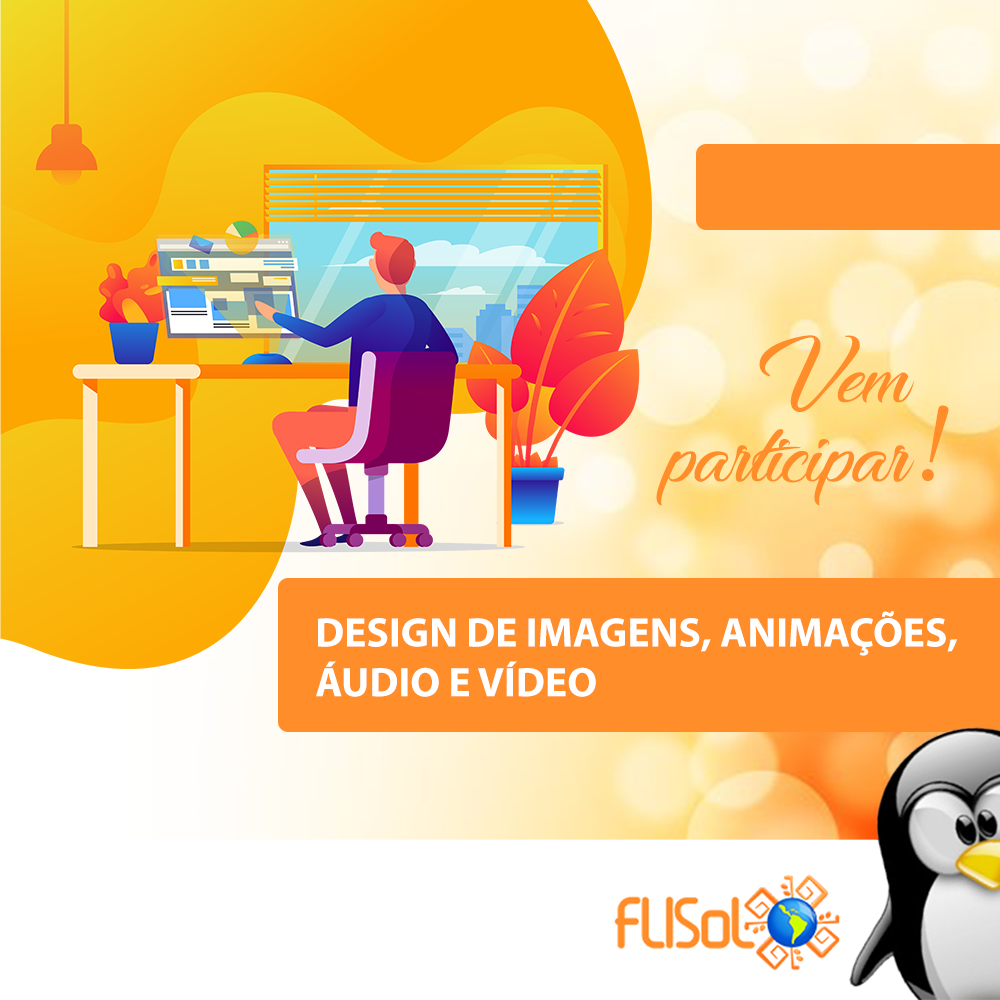 Vem
participar!
DESIGN DE IMAGENS, ANIMAÇÕES,
ÁUDIO E VÍDEO
FLISoL